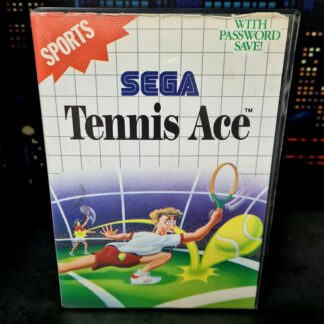 SPORTS
WITH
PASSWORD
SAVE!
SEGA
Tennis Ace™